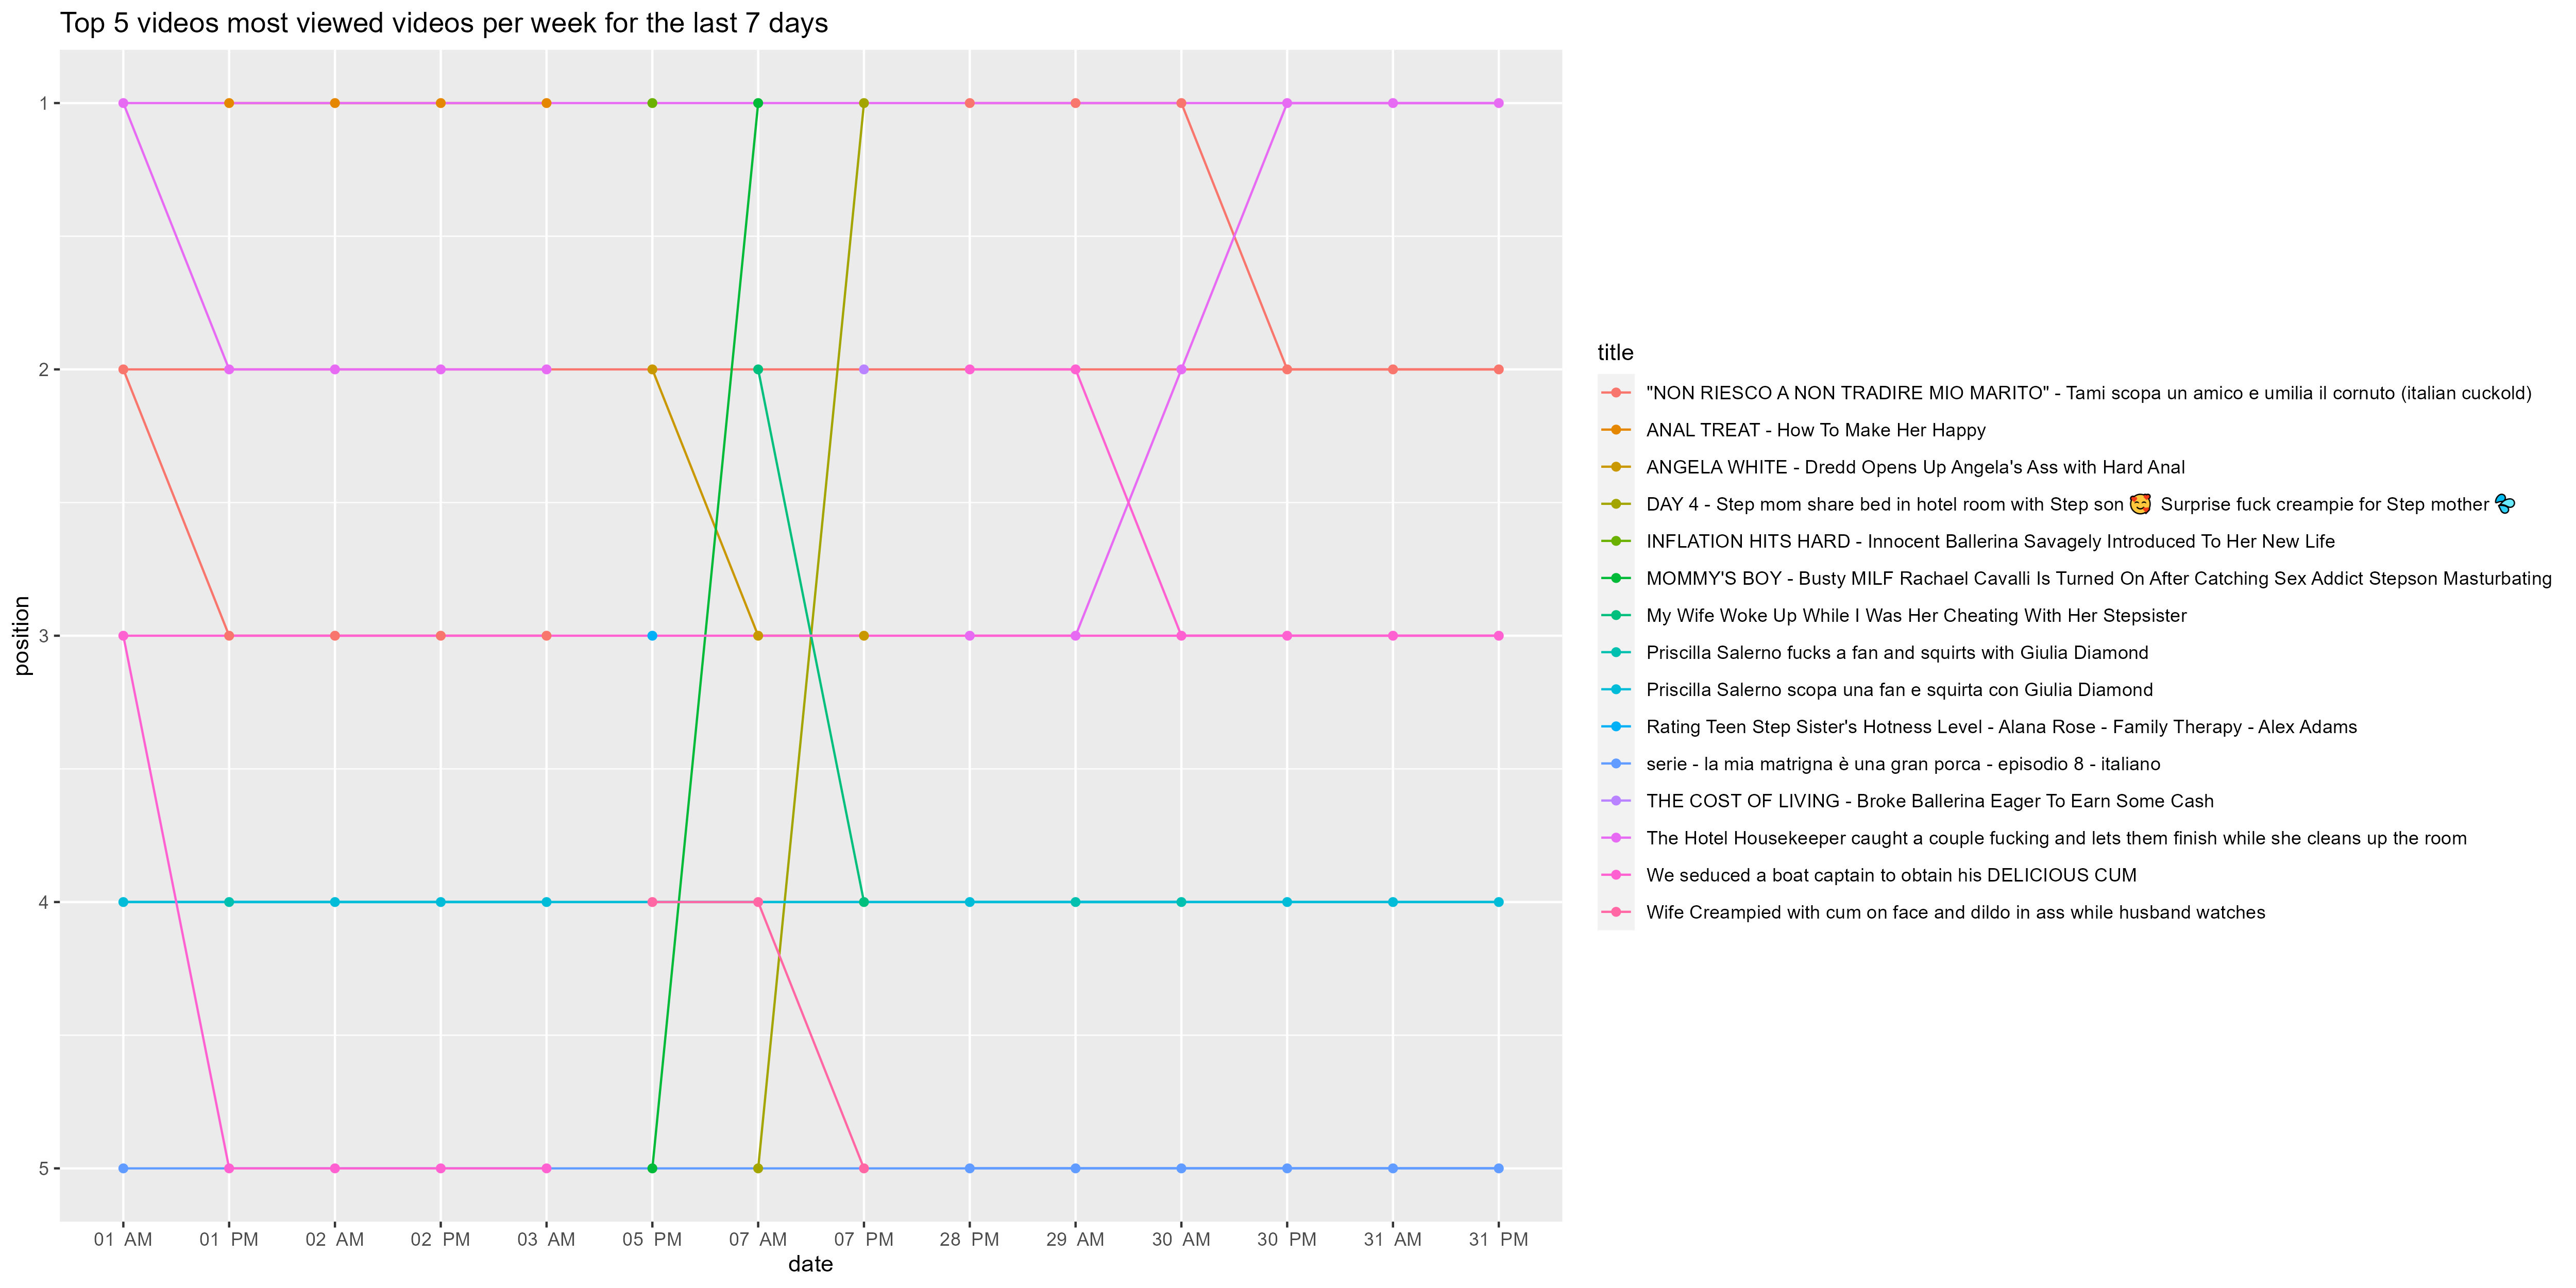 Top 5 videos most viewed videos per week for the last 7 days
position
1
2
3
4
5
01 AM 01 PM 02 AM 02 PM 03 AM 05 PM 07 AM 07 PM 28 PM 29 AM 30 AM 30 PM 31 AM 31 PM
date
title
"NON RIESCO A NON TRADIRE MIO MARITO" - Tami scopa un amico e umilia il cornuto (italian cuckold)
ANAL TREAT - How To Make Her Happy
ANGELA WHITE - Dredd Opens Up Angela's Ass with Hard Anal
DAY 4 - Step mom share bed in hotel room with Step son 🥰 Surprise fuck creampie for Step mother 💦
INFLATION HITS HARD - Innocent Ballerina Savagely Introduced To Her New Life
MOMMY'S BOY - Busty MILF Rachael Cavalli Is Turned On After Catching Sex Addict Stepson Masturbating
My Wife Woke Up While I Was Her Cheating With Her Stepsister
Priscilla Salerno fucks a fan and squirts with Giulia Diamond
Priscilla Salerno scopa una fan e squirta con Giulia Diamond
Rating Teen Step Sister's Hotness Level - Alana Rose - Family Therapy - Alex Adams
serie - la mia matrigna è una gran porca - episodio 8 - italiano
THE COST OF LIVING - Broke Ballerina Eager To Earn Some Cash
The Hotel Housekeeper caught a couple fucking and lets them finish while she cleans up the room
We seduced a boat captain to obtain his DELICIOUS CUM
Wife Creampied with cum on face and dildo in ass while husband watches